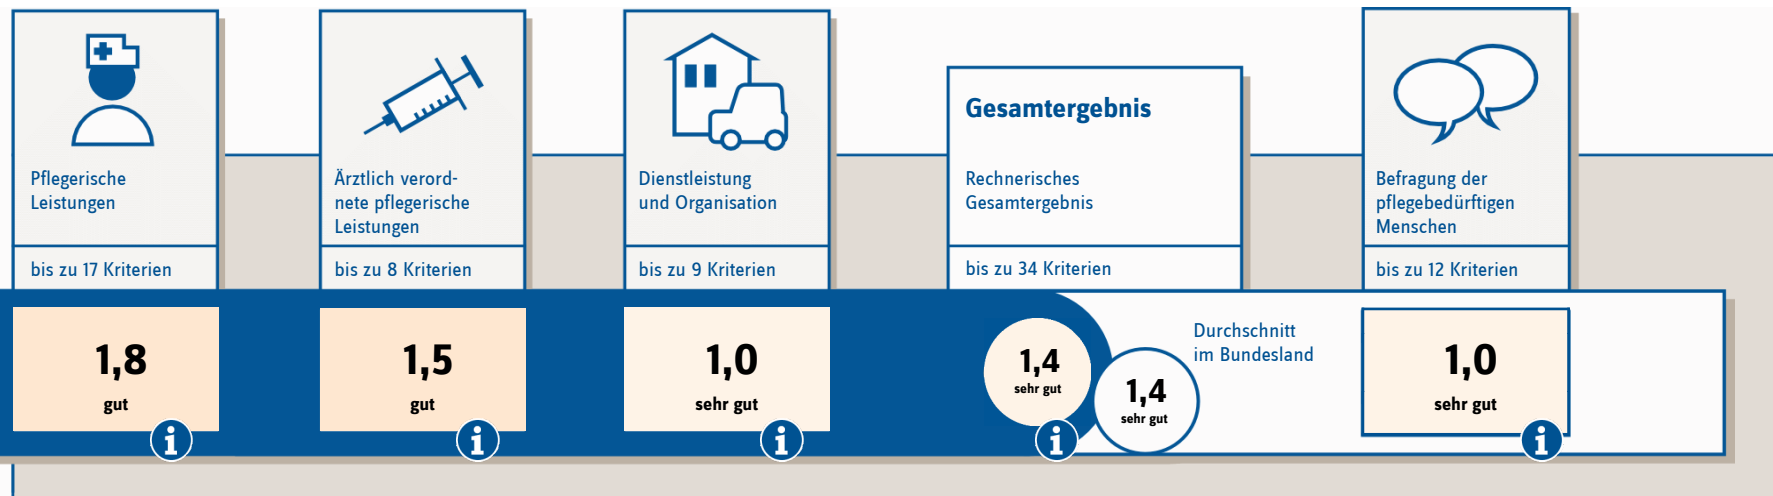 Pflegerische
Leistungen
bis zu 17 Kriterien
1,8
gut
i
Ärztlich verord-
nete pflegerische
Leistungen
bis zu 8 Kriterien
1,5
gut
i
Dienstleistung
und Organisation
bis zu 9 Kriterien
1,0
sehr gut
i
Gesamtergebnis
Rechnerisches
Gesamtergebnis
bis zu 34 Kriterien
1,4
sehr gut
i
1,4
sehr gut
Durchschnitt
im Bundesland
Befragung der
pflegebedürftigen
Menschen
bis zu 12 Kriterien
1,0
sehr gut
i